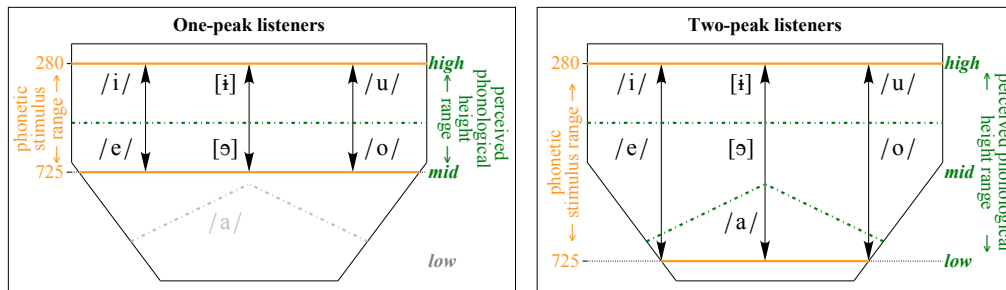 One-peak listeners
280
high
/i/
[ɨ]
/u/
phonetic
stimulus
range
perceived
phonological
height
range
/e/
[ɘ]
/o/
725
mid
/a/
low
Two-peak listeners
280
high
/i/
[ɨ]
/u/
phonetic
stimulus range
perceived phonological
height range
/e/
[ɘ]
/o/
mid
/a/
725
low